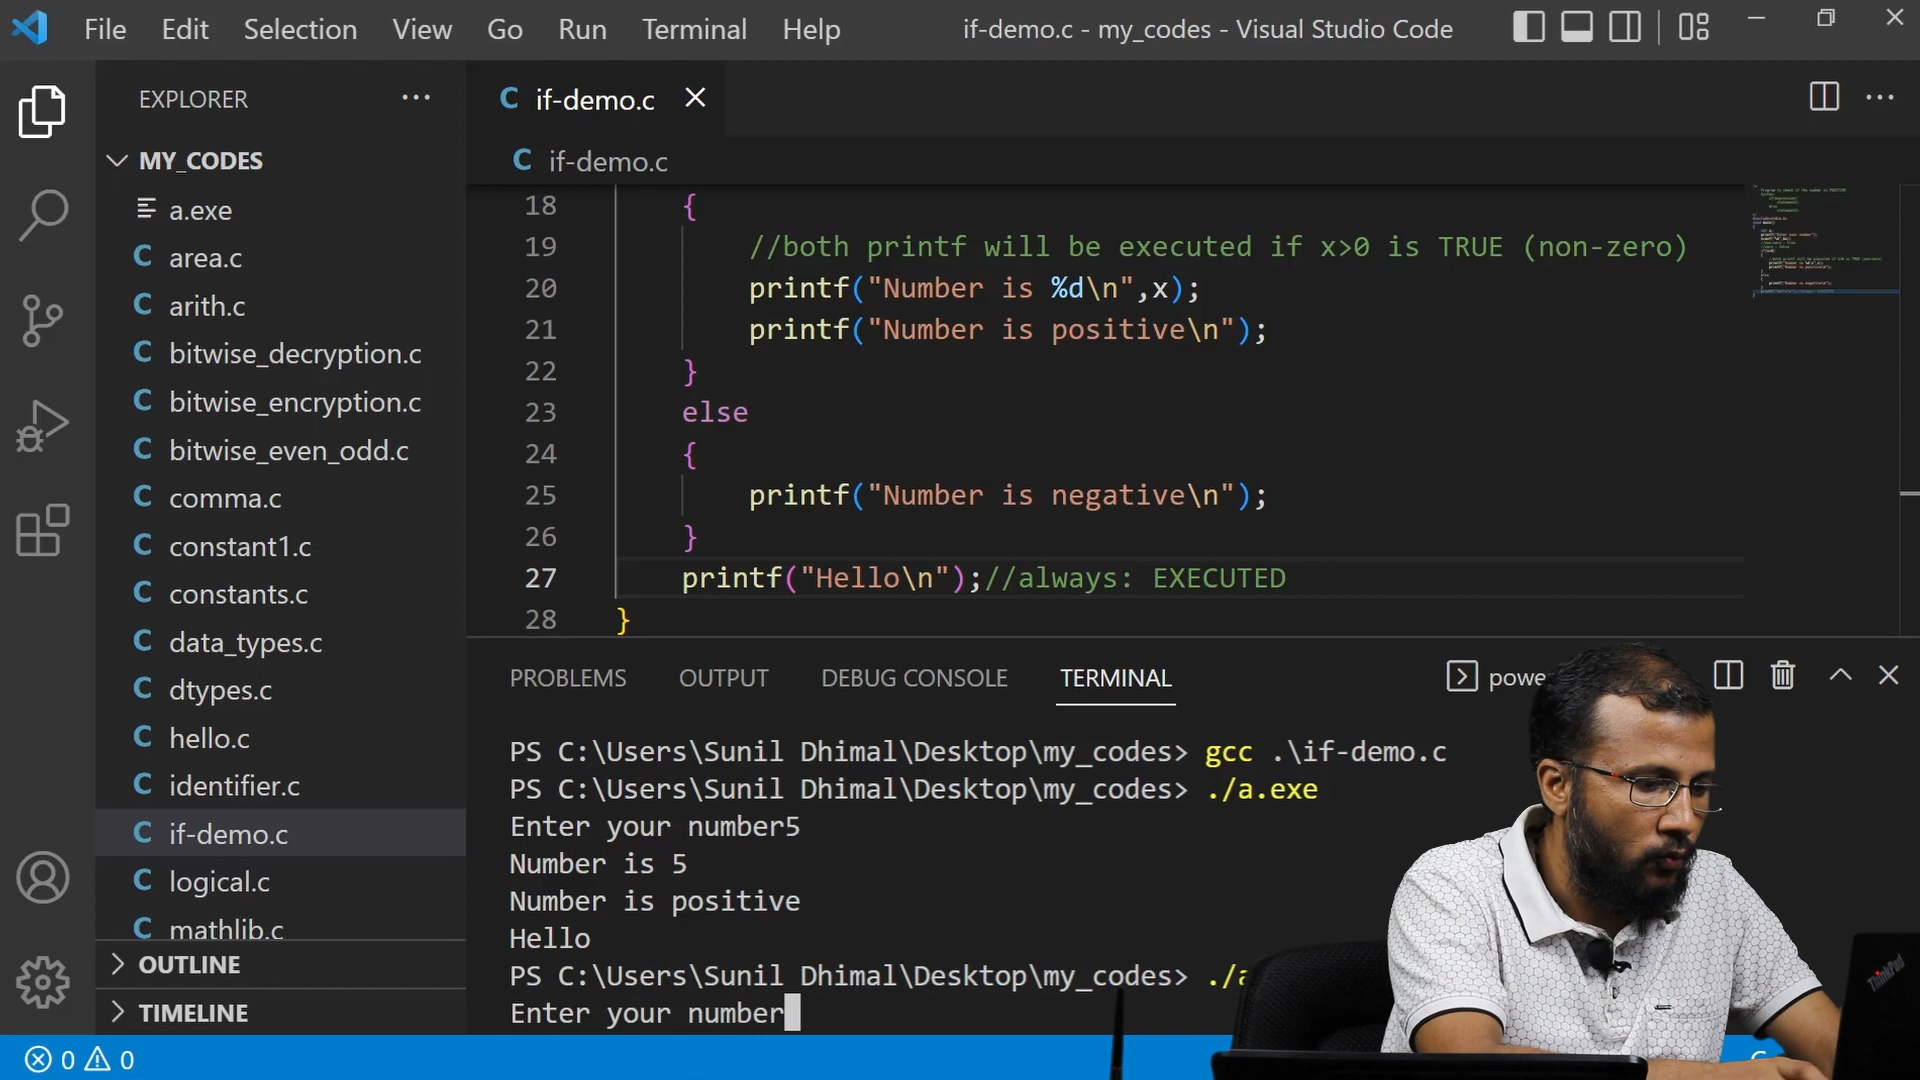 File Edit Selection View Go Run Terminal Help if-demo.c - my_codes - Visual Studio Code
EXPLORER
MY_CODES
a.exe
C area.c
C arith.c
C bitwise_decryption.c
C bitwise_encryption.c
C bitwise_even_odd.c
C comma.c
C constant1.c
C constants.c
C data_types.c
C dtypes.c
C hello.c
C identifier.c
C if-demo.c
C logical.c
C mathlib.c
OUTLINE
TIMELINE
C if-demo.c
C if-demo.c
18 {
19 //both printf will be executed if x>0 is TRUE (non-zero)
20 printf("Number is %d\n",x);
21 printf("Number is positive\n");
22 }
23 else
24 {
25 printf("Number is negative\n");
26 }
27 printf("Hello\n");//always: EXECUTED
28 }
PROBLEMS OUTPUT DEBUG CONSOLE TERMINAL powe
PS C:\Users\Sunil Dhimal\Desktop\my_codes> gcc .\if-demo.c
PS C:\Users\Sunil Dhimal\Desktop\my_codes> ./a.exe
Enter your number5
Number is 5
Number is positive
Hello
PS C:\Users\Sunil Dhimal\Desktop\my_codes> ./a
Enter your number
ThinkPad
0 0